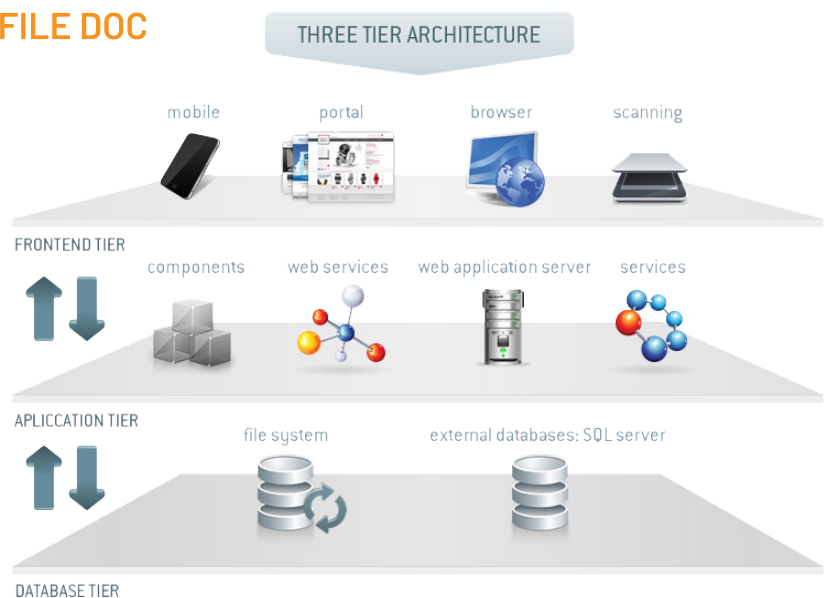 FILE DOC
THREE TIER ARCHITECTURE
mobile
portal
browser
scanning
FRONTEND TIER
components
web services
web application server
services
APLICCATION TIER
file system
external databases: SQL server
DATABASE TIER